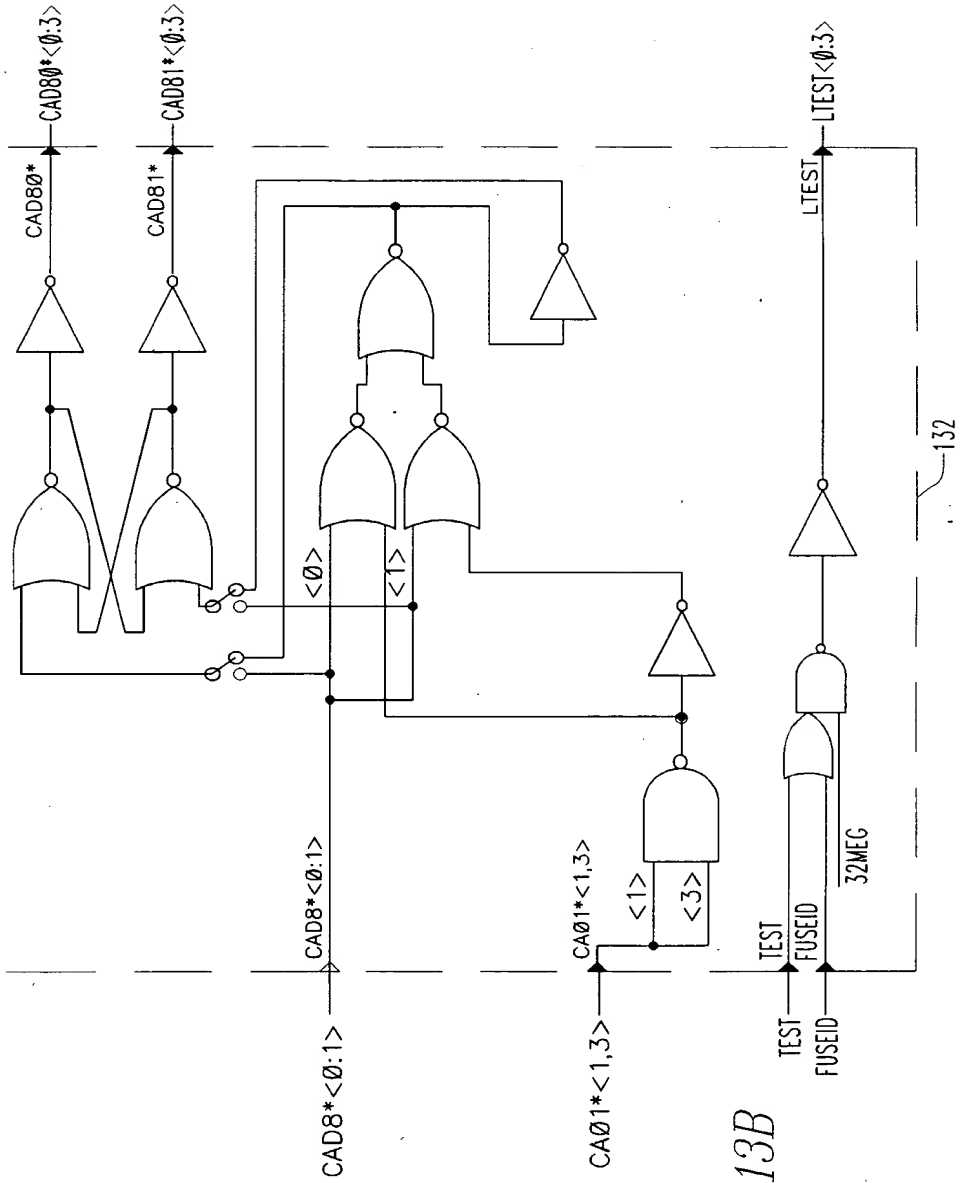 CAD80*
CAD80*<0:3>
CAD81*
CAD81*<0:3>
<0>
<1>
CAD8*<0:1>
CAD8*<0:1>
CA01*<1,3>
CA01*<1,3>
<1>
<3>
TEST
TEST
FUSEID
FUSEID
32MEG
LTEST
LTEST<0:3>
132
13B